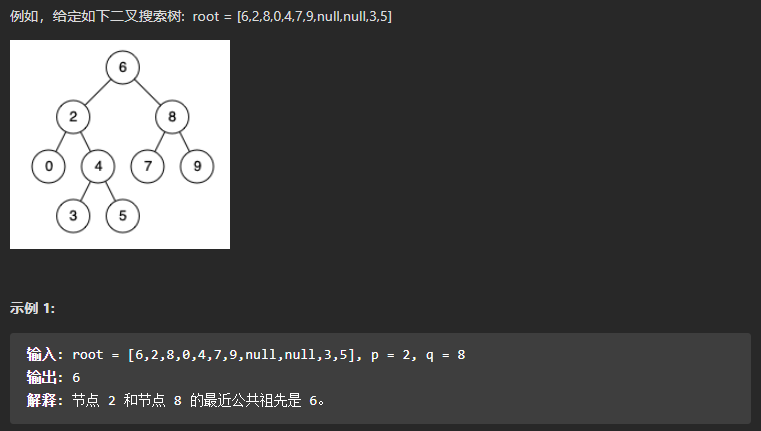 例如，给定如下二叉搜索树:  root = [6,2,8,0,4,7,9,null,null,3,5]
6
2 8
0 4 7 9
3 5
示例 1:
输入: root = [6,2,8,0,4,7,9,null,null,3,5], p = 2, q = 8
输出: 6
解释: 节点 2 和节点 8 的最近公共祖先是 6。